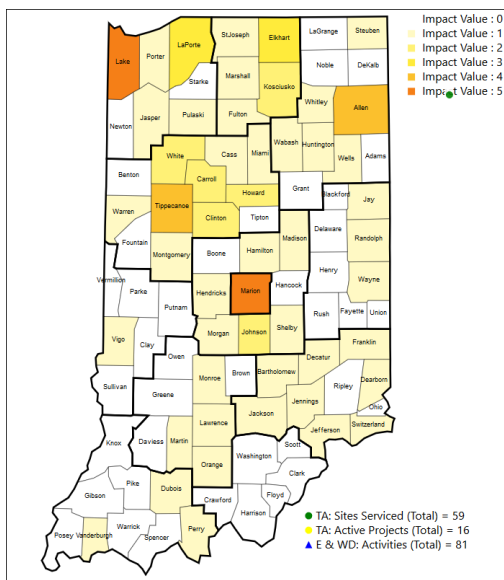 Impact Value : 0
Impact Value : 1
Impact Value : 2
Impact Value : 3
Impact Value : 4
Impact Value : 5
Lake
Porter
LaPorte
StJoseph
Elkhart
LaGrange
Steuben
Starke
Marshall
Kosciusko
Noble
DeKalb
Newton
Jasper
Pulaski
Fulton
Whitley
Allen
Benton
White
Cass
Miami
Wabash
Huntington
Wells
Adams
Carroll
Warren
Tippecanoe
Clinton
Howard
Grant
Blackford
Jay
Tipton
Fountain
Montgomery
Boone
Hamilton
Madison
Delaware
Randolph
Vermillion
Parke
Putnam
Hendricks
Marion
Hancock
Henry
Wayne
Vigo
Clay
Owen
Morgan
Johnson
Shelby
Rush
Fayette
Union
Sullivan
Greene
Monroe
Brown
Bartholomew
Decatur
Franklin
Ripley
Dearborn
Ohio
Knox
Daviess
Martin
Lawrence
Jackson
Jennings
Jefferson
Switzerland
Orange
Washington
Scott
Clark
Gibson
Pike
Dubois
Crawford
Harrison
Floyd
Posey
Vanderburgh
Warrick
Spencer
Perry
TA: Sites Serviced (Total) = 59
TA: Active Projects (Total) = 16
E & WD: Activities (Total) = 81